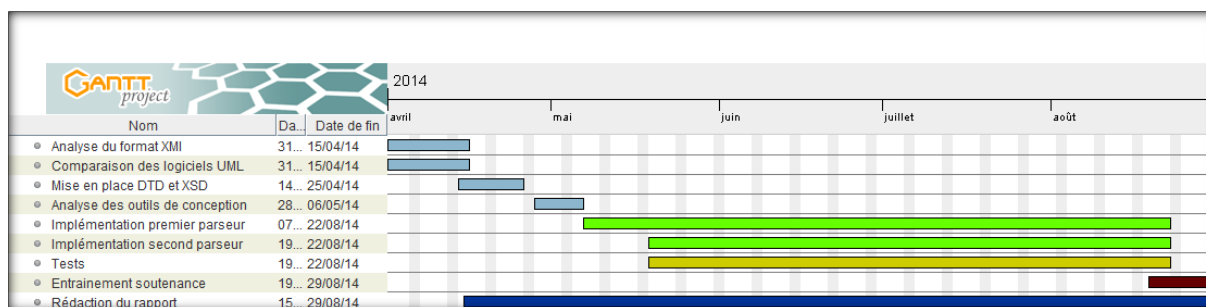 GANTT
project
2014
avril mai juin juillet août
Nom Da... Date de fin
Analyse du format XMI 31... 15/04/14
Comparaison des logiciels UML 31... 15/04/14
Mise en place DTD et XSD 14... 25/04/14
Analyse des outils de conception 28... 06/05/14
Implémentation premier parseur 07... 22/08/14
Implémentation second parseur 19... 22/08/14
Tests 19... 22/08/14
Entrainement soutenance 19... 29/08/14
Rédaction du rapport 15... 29/08/14